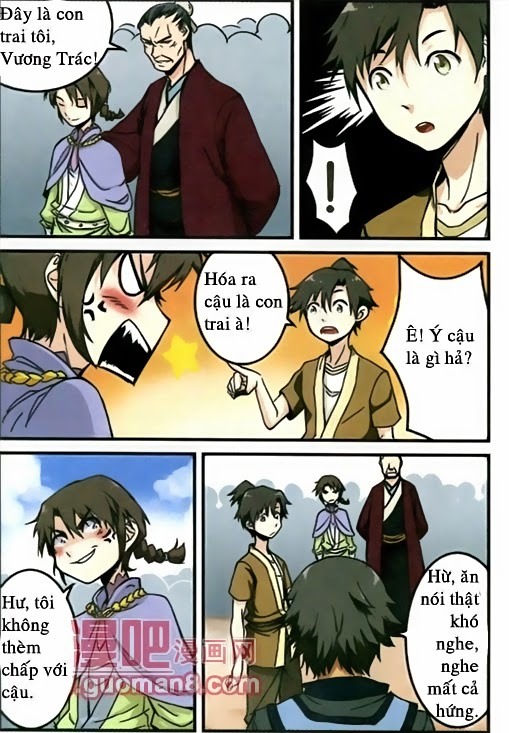 Đây là con
trai tôi,
Vương Trác!
!
Hóa ra
cậu là con
trai à!
Ê! Ý cậu
là gì hả?
Hư, tôi
không
thèm
chấp với
cậu.
Hừ, ăn
nói thật
khó
nghe,
nghe
mất cả
hứng.
漫吧漫画网
.guoman8.com